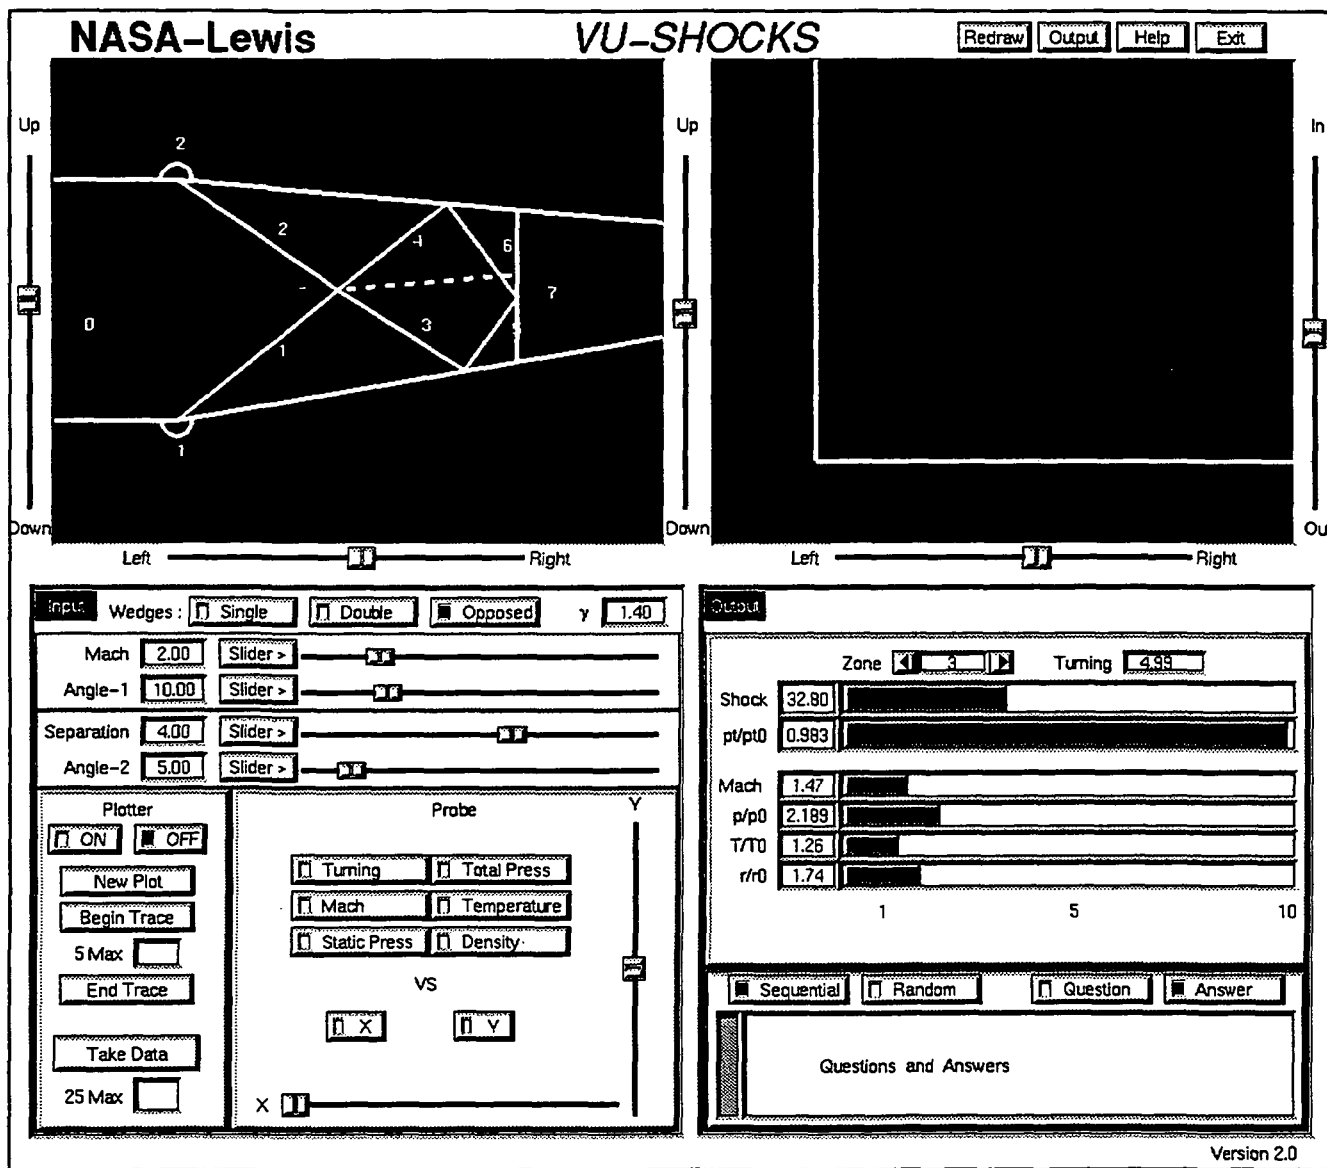 NASA-Lewis VU-SHOCKS Redraw Output Help Exit
Up Up In
2
2 4 6
0 3 7
1 5
1
Down Down Ou
Left Right Left Right
Input Wedges : Single Double Opposed γ 1.40
Mach 2.00 Slider >
Angle-1 10.00 Slider >
Separation 4.00 Slider >
Angle-2 5.00 Slider >
Plotter
ON OFF
New Plot
Begin Trace
5 Max
End Trace
Take Data
25 Max
Probe Y
Turning Total Press
Mach Temperature
Static Press Density
VS
X Y
X
Output
Zone 3 Turning 4.99
Shock 32.80
pt/pt0 0.983
Mach 1.47
p/p0 2.189
T/T0 1.26
r/r0 1.74
1 5 10
Sequential Random Question Answer
Questions and Answers
Version 2.0